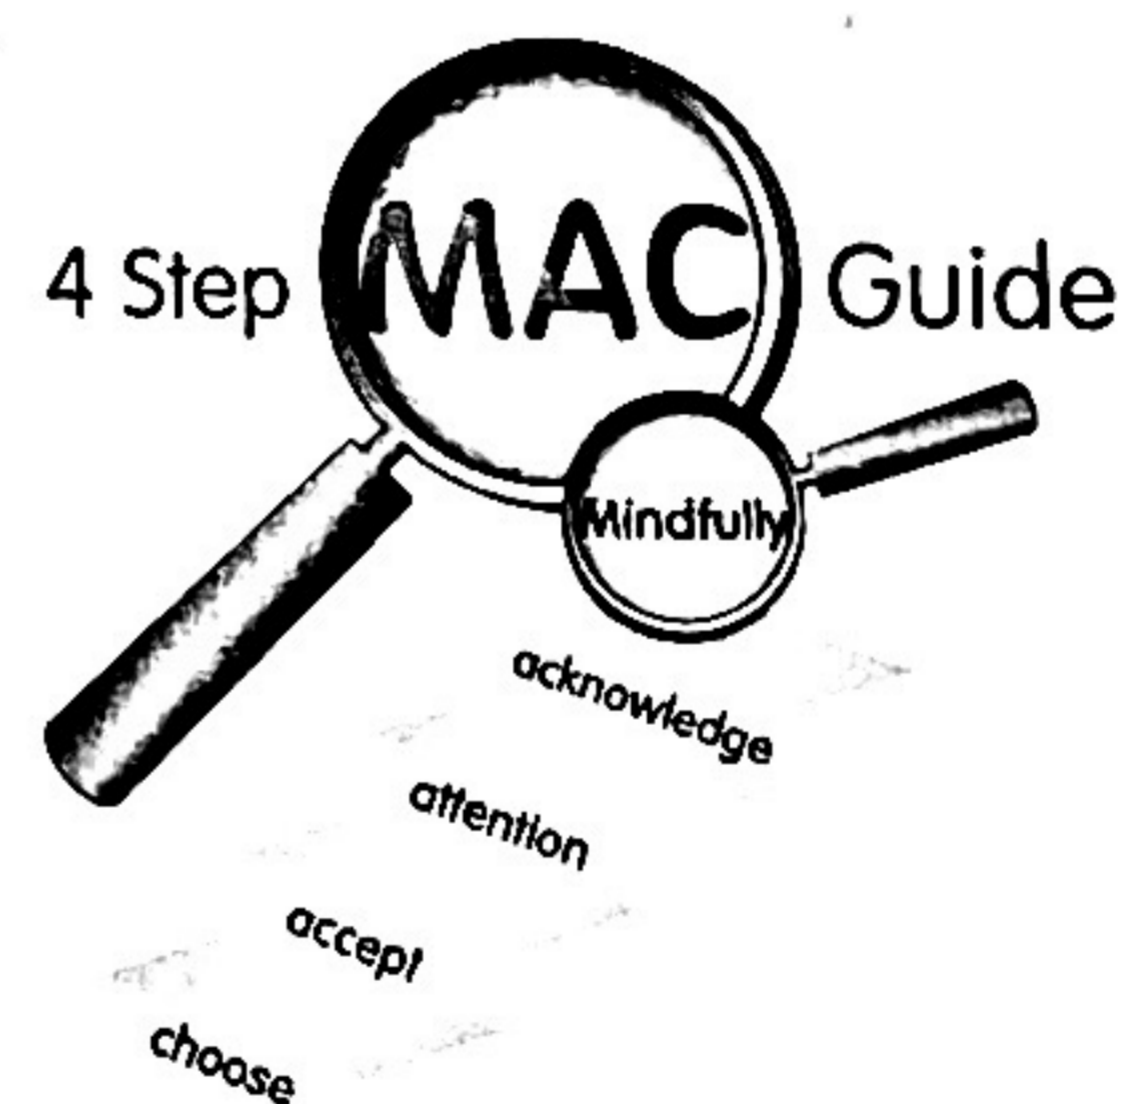 4 Step MAC Guide
Mindfully
acknowledge
attention
accept
choose